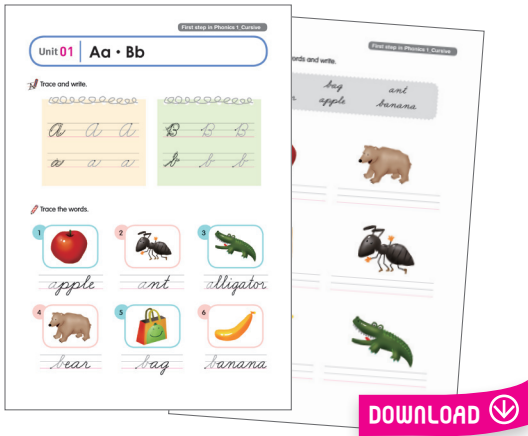 First step in Phonics 1_Cursive
Unit 01 Aa • Bb
Trace and write.
A A A
a a a
B B B
b b b
Trace the words.
1 2 3
apple ant alligator
4 5 6
bear bag banana
First step in Phonics 1_Cursive
words and write.
bag ant
apple banana
DOWNLOAD